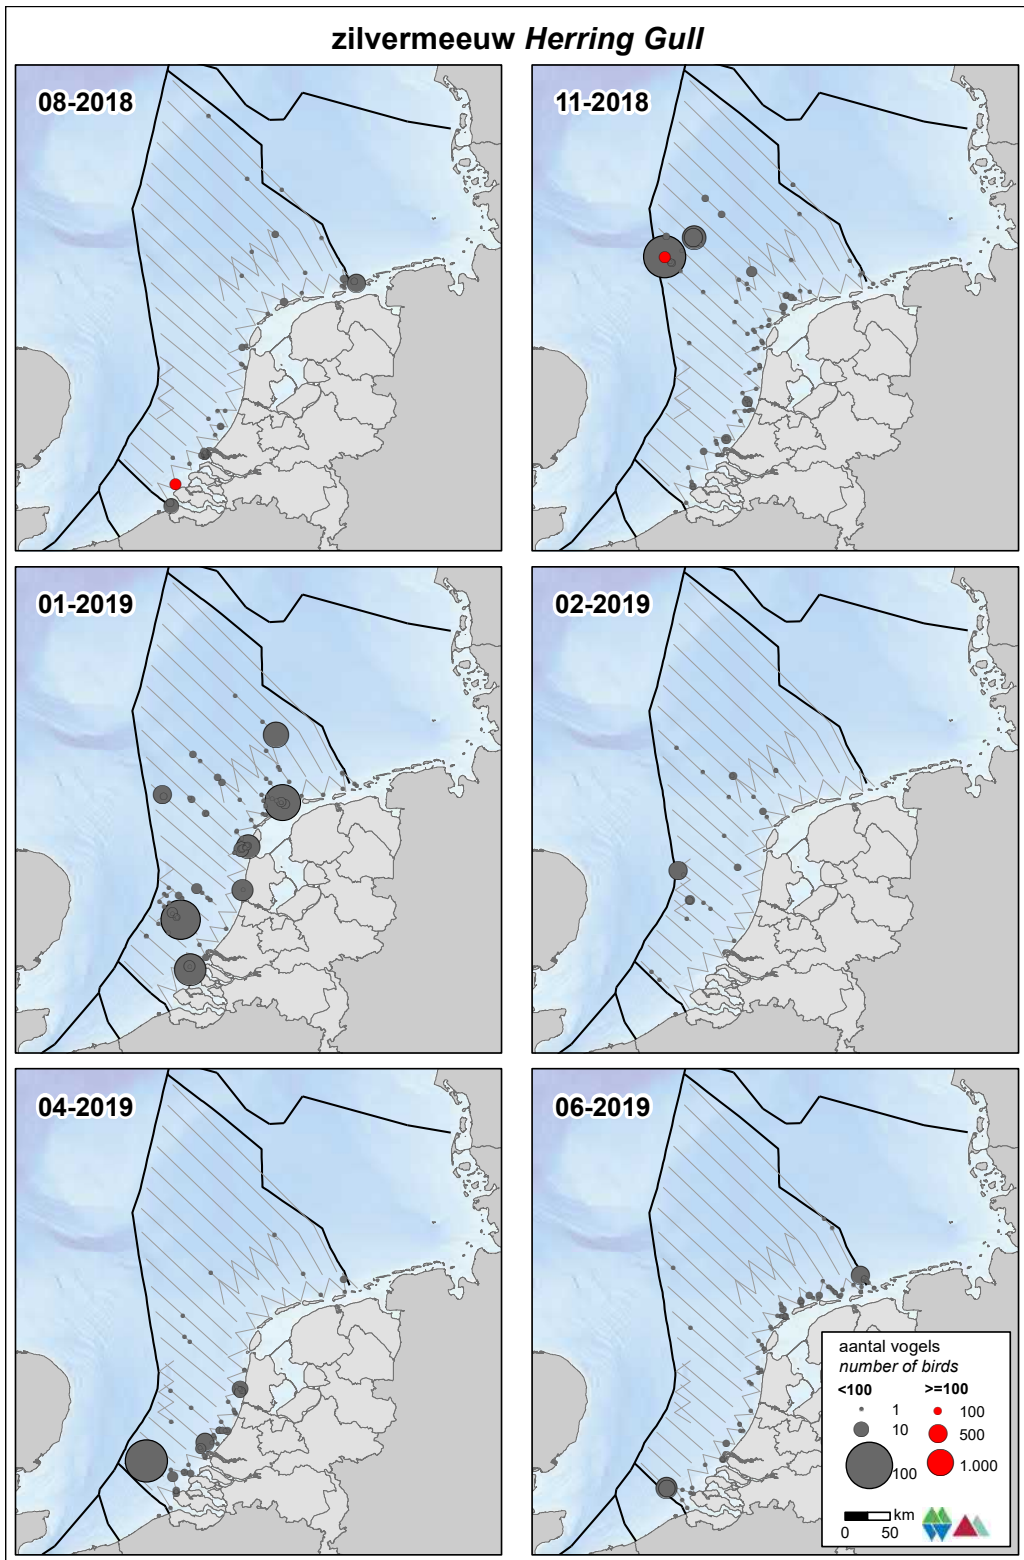 zilvermeeuw Herring Gull
08-2018
11-2018
01-2019
02-2019
04-2019
06-2019
aantal vogels
number of birds
<100 >=100
1 100
10 500
100 1.000
km
0 50